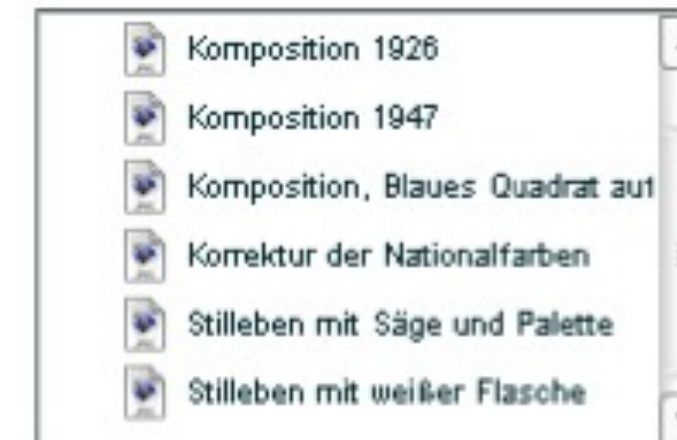 Komposition 1926
Komposition 1947
Komposition, Blaues Quadrat auf
Korrektur der Nationalfarben
Stilleben mit Säge und Palette
Stilleben mit weißer Flasche